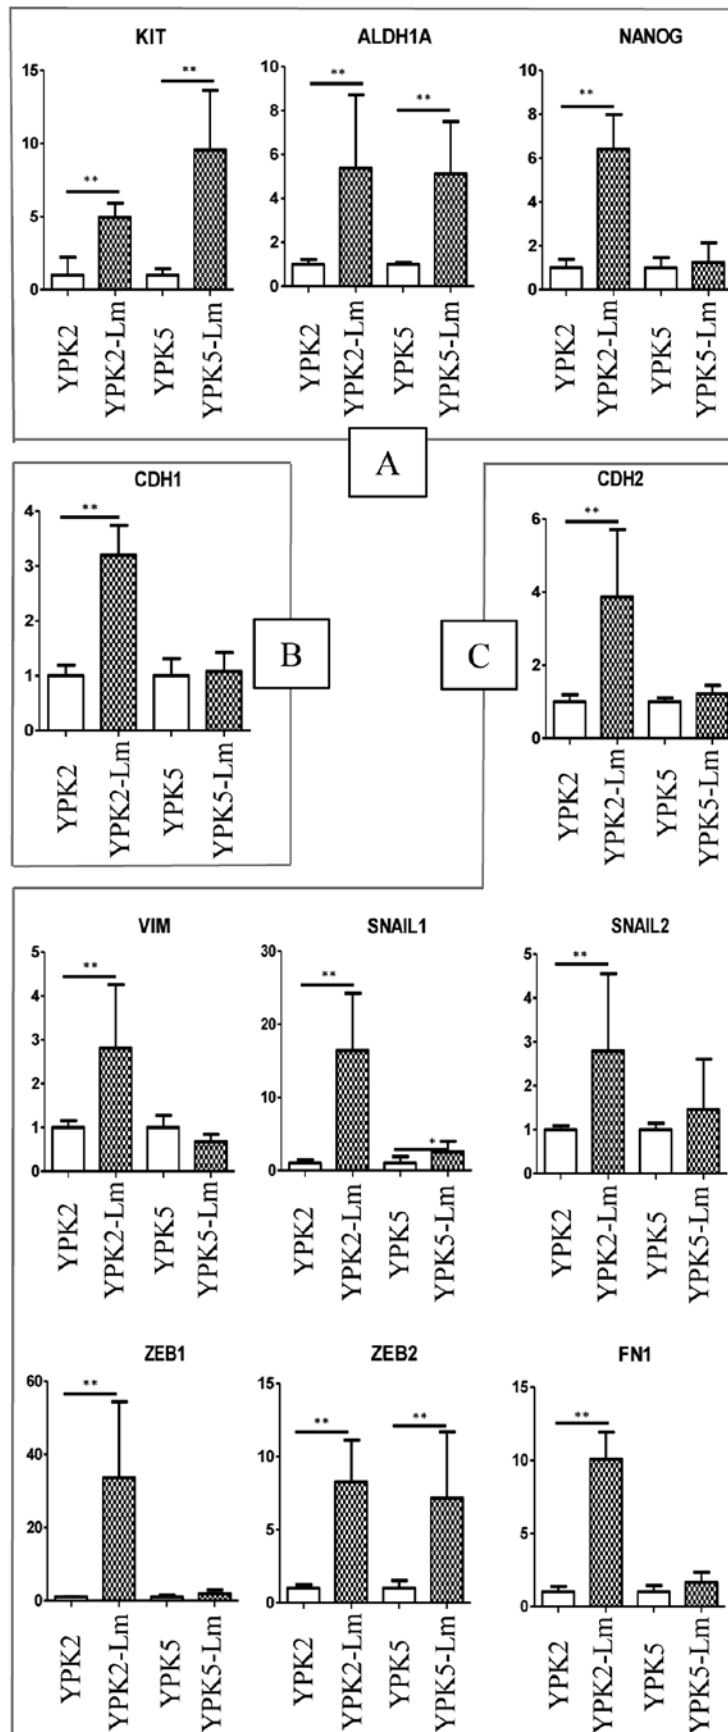 KIT
ALDH1A
NANOG
15
10
5
0
**
**
YPK2
YPK2-Lm
YPK5
YPK5-Lm
10
8
6
4
2
0
**
**
YPK2
YPK2-Lm
YPK5
YPK5-Lm
10
8
6
4
2
0
**
YPK2
YPK2-Lm
YPK5
YPK5-Lm
A
CDH1
4
3
2
1
0
**
YPK2
YPK2-Lm
YPK5
YPK5-Lm
B
C
CDH2
6
4
2
0
**
YPK2
YPK2-Lm
YPK5
YPK5-Lm
VIM
SNAIL1
SNAIL2
5
4
3
2
1
0
**
YPK2
YPK2-Lm
YPK5
YPK5-Lm
30
20
10
0
**
*
YPK2
YPK2-Lm
YPK5
YPK5-Lm
5
4
3
2
1
0
**
YPK2
YPK2-Lm
YPK5
YPK5-Lm
ZEB1
ZEB2
FN1
60
40
20
0
**
YPK2
YPK2-Lm
YPK5
YPK5-Lm
15
10
5
0
**
**
YPK2
YPK2-Lm
YPK5
YPK5-Lm
15
10
5
0
**
YPK2
YPK2-Lm
YPK5
YPK5-Lm